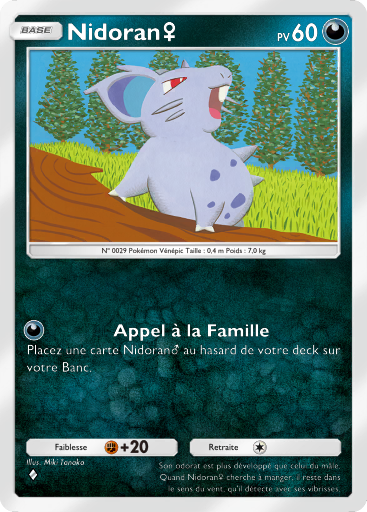 BASE Nidoran♀ PV 60
N° 0029 Pokémon Vénépic Taille : 0,4 m Poids : 7,0 kg
Appel à la Famille
Placez une carte Nidoran♂ au hasard de votre deck sur
votre Banc.
Faiblesse +20 Retraite
Illus. Miki Tanaka
Son odorat est plus développé que celui du mâle.
Quand Nidoran♀ cherche à manger, il reste dans
le sens du vent, qu'il détecte avec ses vibrisses.